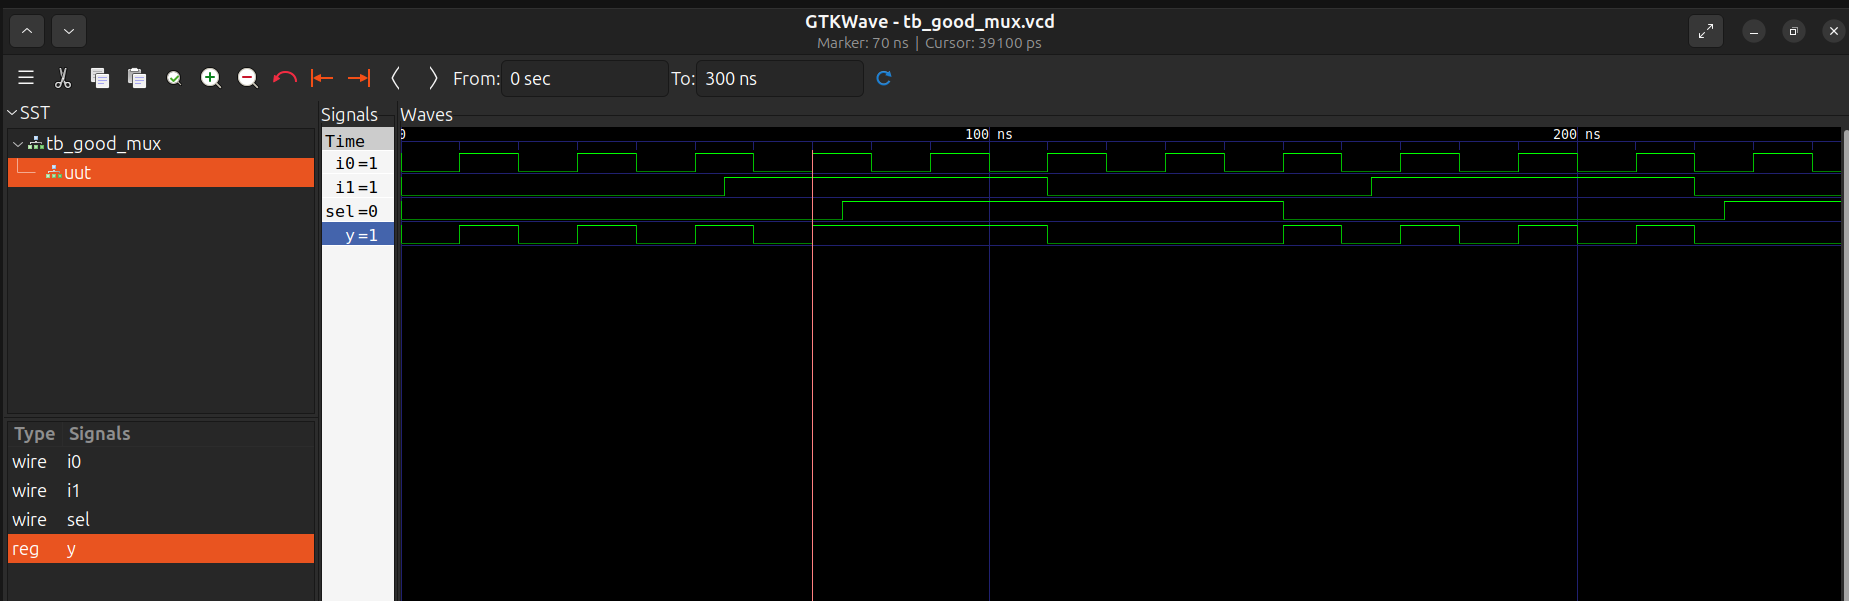 GTKWave - tb_good_mux.vcd
Marker: 70 ns | Cursor: 39100 ps
From: 0 sec To: 300 ns
SST
tb_good_mux
uut
Type Signals
wire i0
wire i1
wire sel
reg y
Signals
Time
i0=1
i1=1
sel=0
y=1
Waves
0 100 ns 200 ns